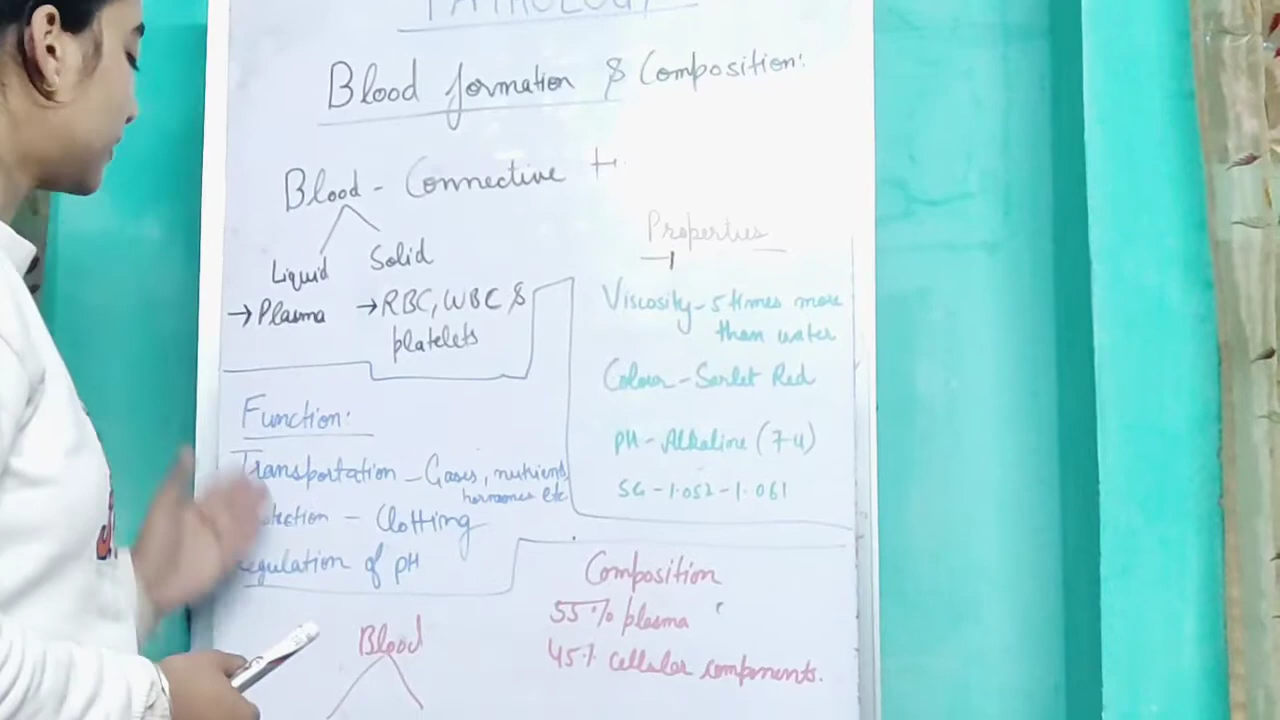 PATHOLOGY
Blood formation & Composition:
Blood - Connective
Liquid
Solid
→ Plasma
→ RBC, WBC &
platelets
Properties
Viscosity - 5 times more
than water
Colour - Sarlet Red
PH - Alkaline (7.4)
SG - 1.052 - 1.061
Function:
Transportation - Gases, nutrients
hormones etc
Clotting
regulation of pH
Composition
55% plasma
45% cellular components.
Blood